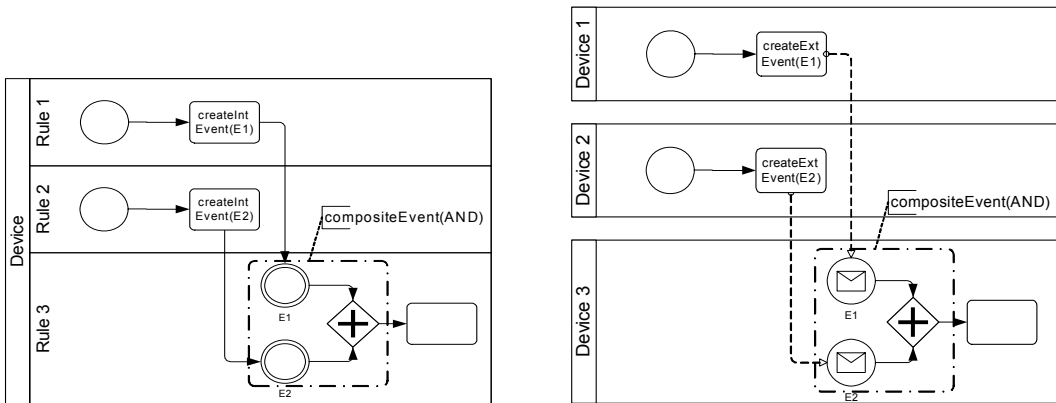 Device
Rule 1
createInt
Event(E1)
Rule 2
createInt
Event(E2)
compositeEvent(AND)
Rule 3
E1
E2
Device 1
createExt
Event(E1)
Device 2
createExt
Event(E2)
compositeEvent(AND)
Device 3
E1
E2